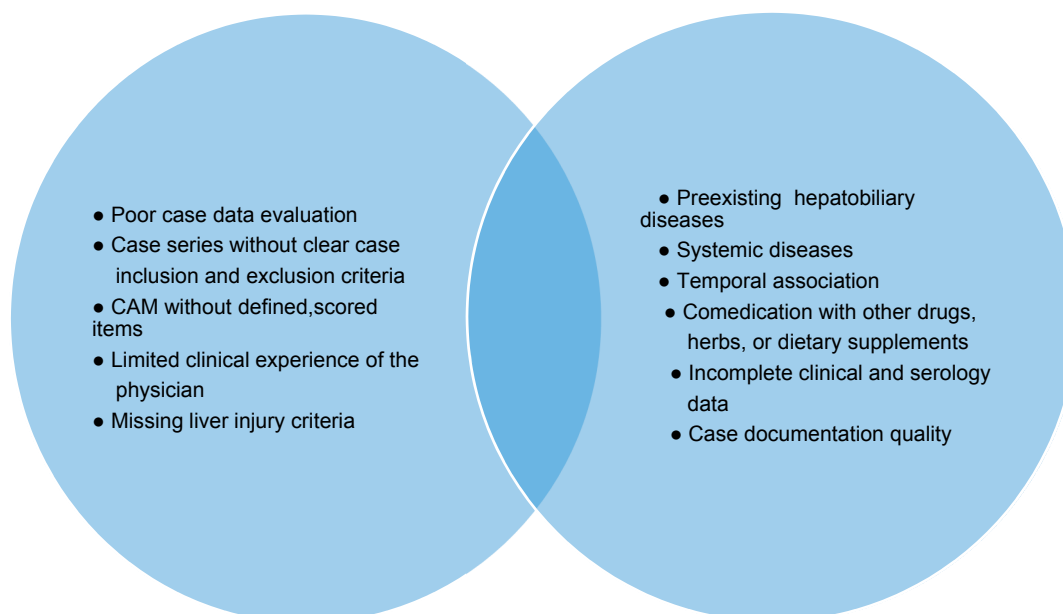 ● Poor case data evaluation
● Case series without clear case
inclusion and exclusion criteria
● CAM without defined,scored
items
● Limited clinical experience of the
physician
● Missing liver injury criteria
● Preexisting hepatobiliary
diseases
● Systemic diseases
● Temporal association
● Comedication with other drugs,
herbs, or dietary supplements
● Incomplete clinical and serology
data
● Case documentation quality